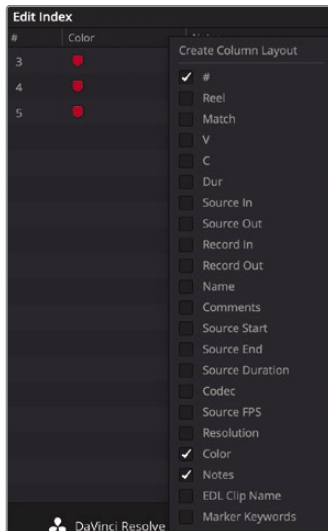 Edit Index
# Color
Create Column Layout
3
4
5
#
Reel
Match
V
C
Dur
Source In
Source Out
Record In
Record Out
Name
Comments
Source Start
Source End
Source Duration
Codec
Source FPS
Resolution
Color
Notes
EDL Clip Name
Marker Keywords
DaVinci Resolve